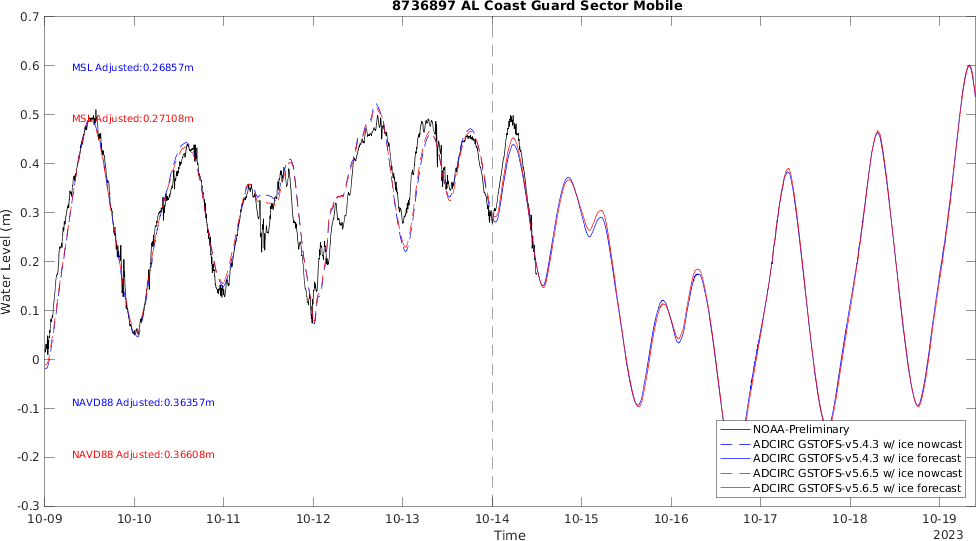 8736897 AL Coast Guard Sector Mobile
0.7
0.6
0.5
0.4
0.3
0.2
0.1
0
-0.1
-0.2
-0.3
Water Level (m)
MSL Adjusted:0.26857m
MSL Adjusted:0.27108m
NAVD88 Adjusted:0.36357m
NAVD88 Adjusted:0.36608m
NOAA-Preliminary
ADCIRC GSTOFS-v5.4.3 w/ ice nowcast
ADCIRC GSTOFS-v5.4.3 w/ ice forecast
ADCIRC GSTOFS-v5.6.5 w/ ice nowcast
ADCIRC GSTOFS-v5.6.5 w/ ice forecast
10-09 10-10 10-11 10-12 10-13 10-14 10-15 10-16 10-17 10-18 10-19
Time
2023